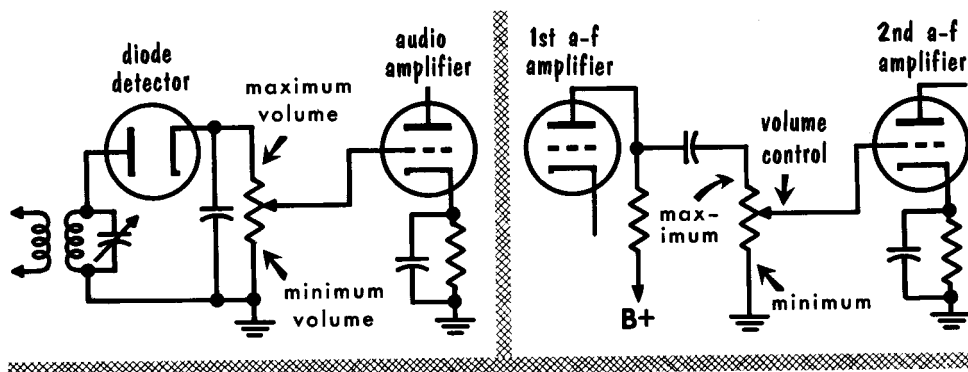 diode
detector
maximum
volume
audio
amplifier
minimum
volume
1st a-f
amplifier
2nd a-f
amplifier
volume
control
max-
imum
minimum
B+